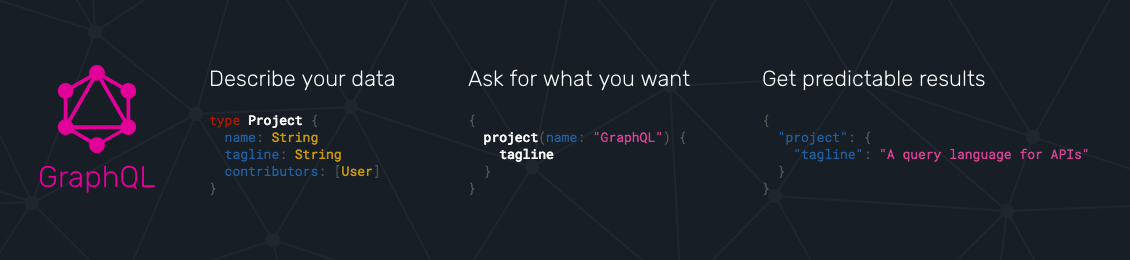 GraphQL
Describe your data
type Project {
  name: String
  tagline: String
  contributors: [User]
}
Ask for what you want
{
  project(name: "GraphQL") {
    tagline
  }
}
Get predictable results
{
  "project": {
    "tagline": "A query language for APIs"
  }
}